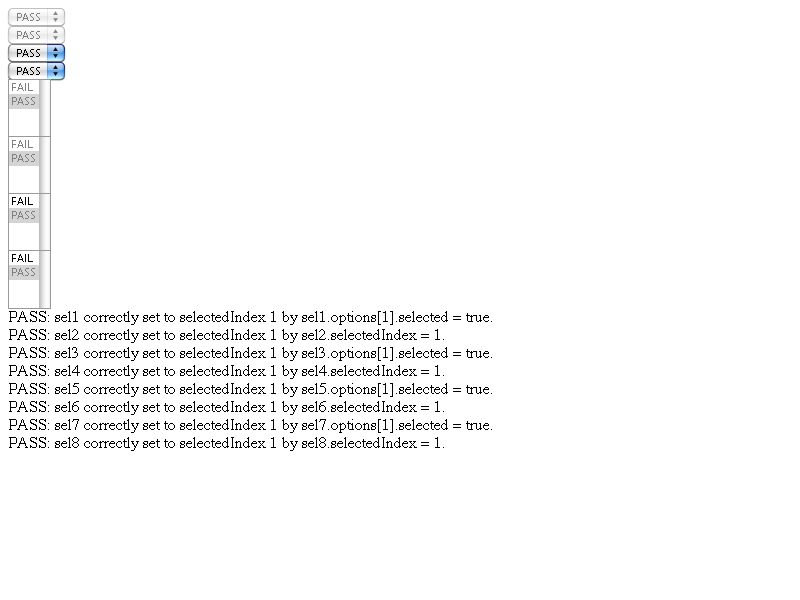 PASS
PASS
PASS
PASS
FAIL
PASS
FAIL
PASS
FAIL
PASS
FAIL
PASS
PASS: sel1 correctly set to selectedIndex 1 by sel1.options[1].selected = true.
PASS: sel2 correctly set to selectedIndex 1 by sel2.selectedIndex = 1.
PASS: sel3 correctly set to selectedIndex 1 by sel3.options[1].selected = true.
PASS: sel4 correctly set to selectedIndex 1 by sel4.selectedIndex = 1.
PASS: sel5 correctly set to selectedIndex 1 by sel5.options[1].selected = true.
PASS: sel6 correctly set to selectedIndex 1 by sel6.selectedIndex = 1.
PASS: sel7 correctly set to selectedIndex 1 by sel7.options[1].selected = true.
PASS: sel8 correctly set to selectedIndex 1 by sel8.selectedIndex = 1.